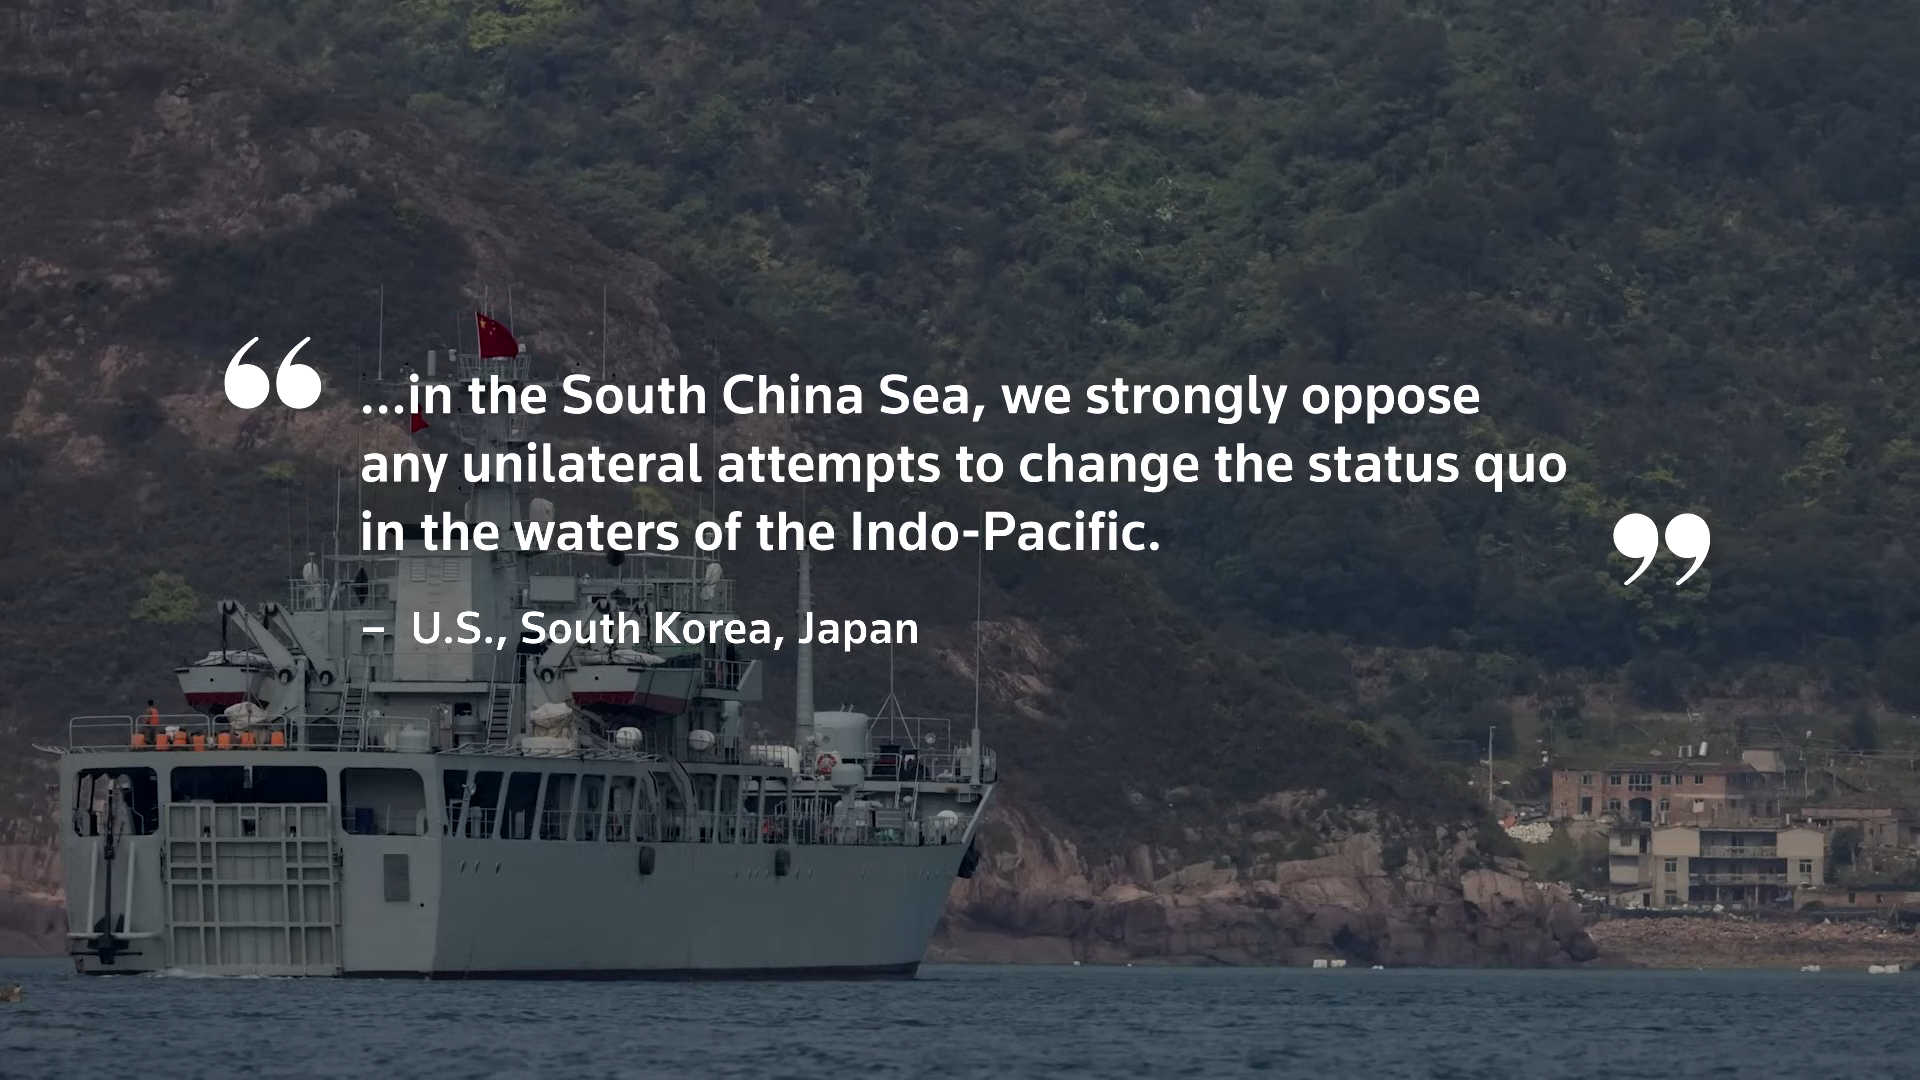 “ ...in the South China Sea, we strongly oppose
any unilateral attempts to change the status quo
in the waters of the Indo-Pacific. ”
– U.S., South Korea, Japan